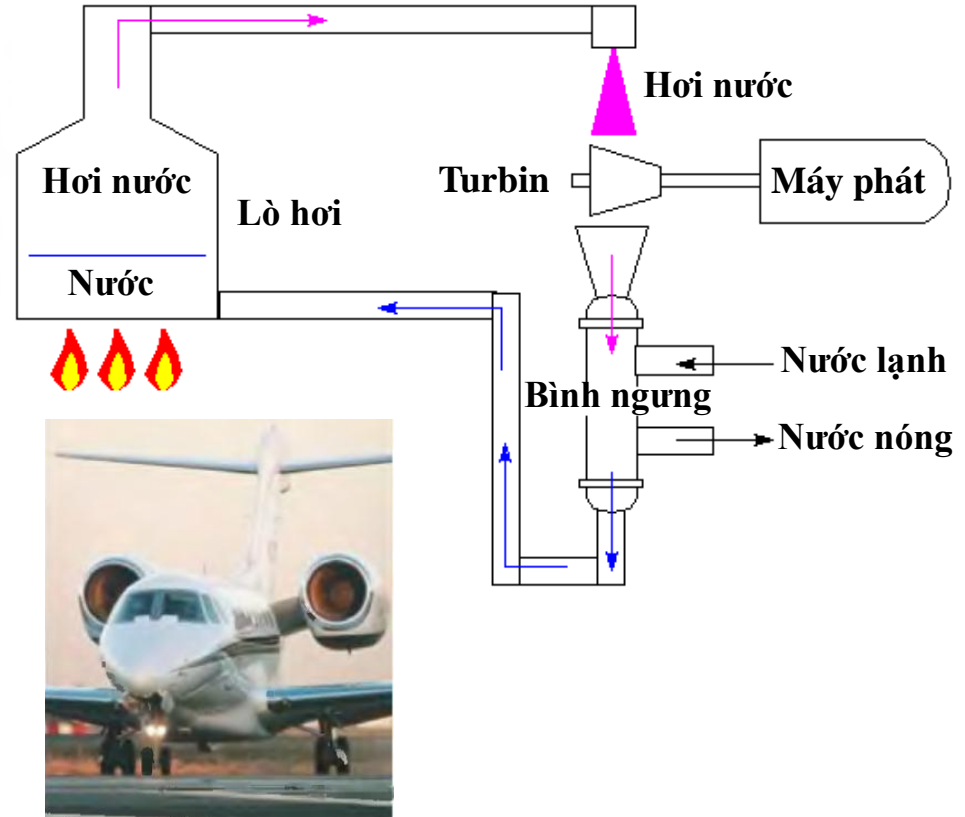 Hơi nước
Hơi nước
Turbin
Máy phát
Lò hơi
Nước
Nước lạnh
Bình ngưng
Nước nóng